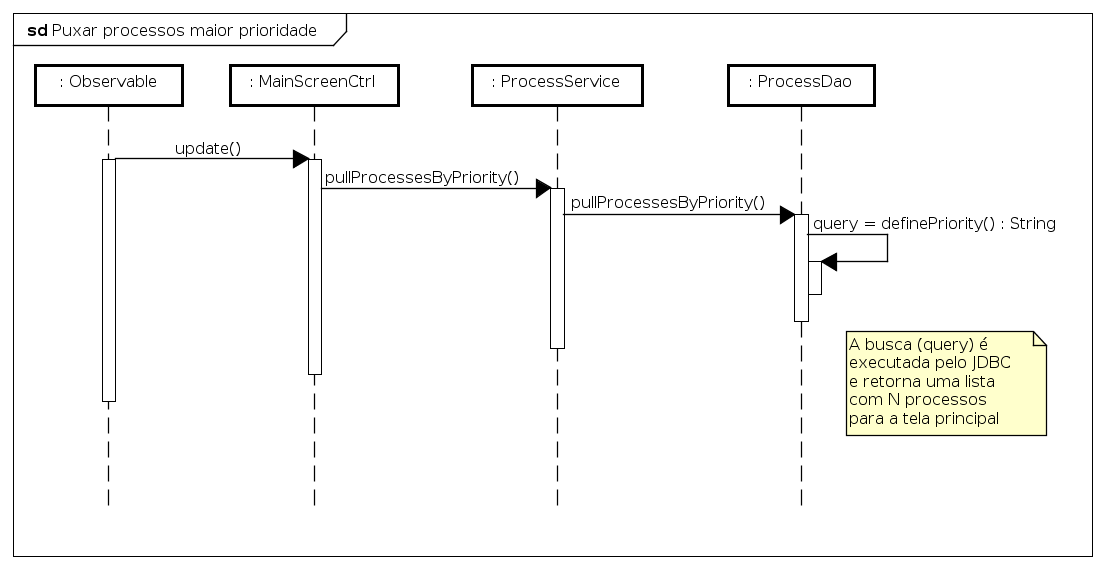 sd Puxar processos maior prioridade
: Observable
: MainScreenCtrl
: ProcessService
: ProcessDao
update()
pullProcessesByPriority()
pullProcessesByPriority()
query = definePriority() : String
A busca (query) é
executada pelo JDBC
e retorna uma lista
com N processos
para a tela principal